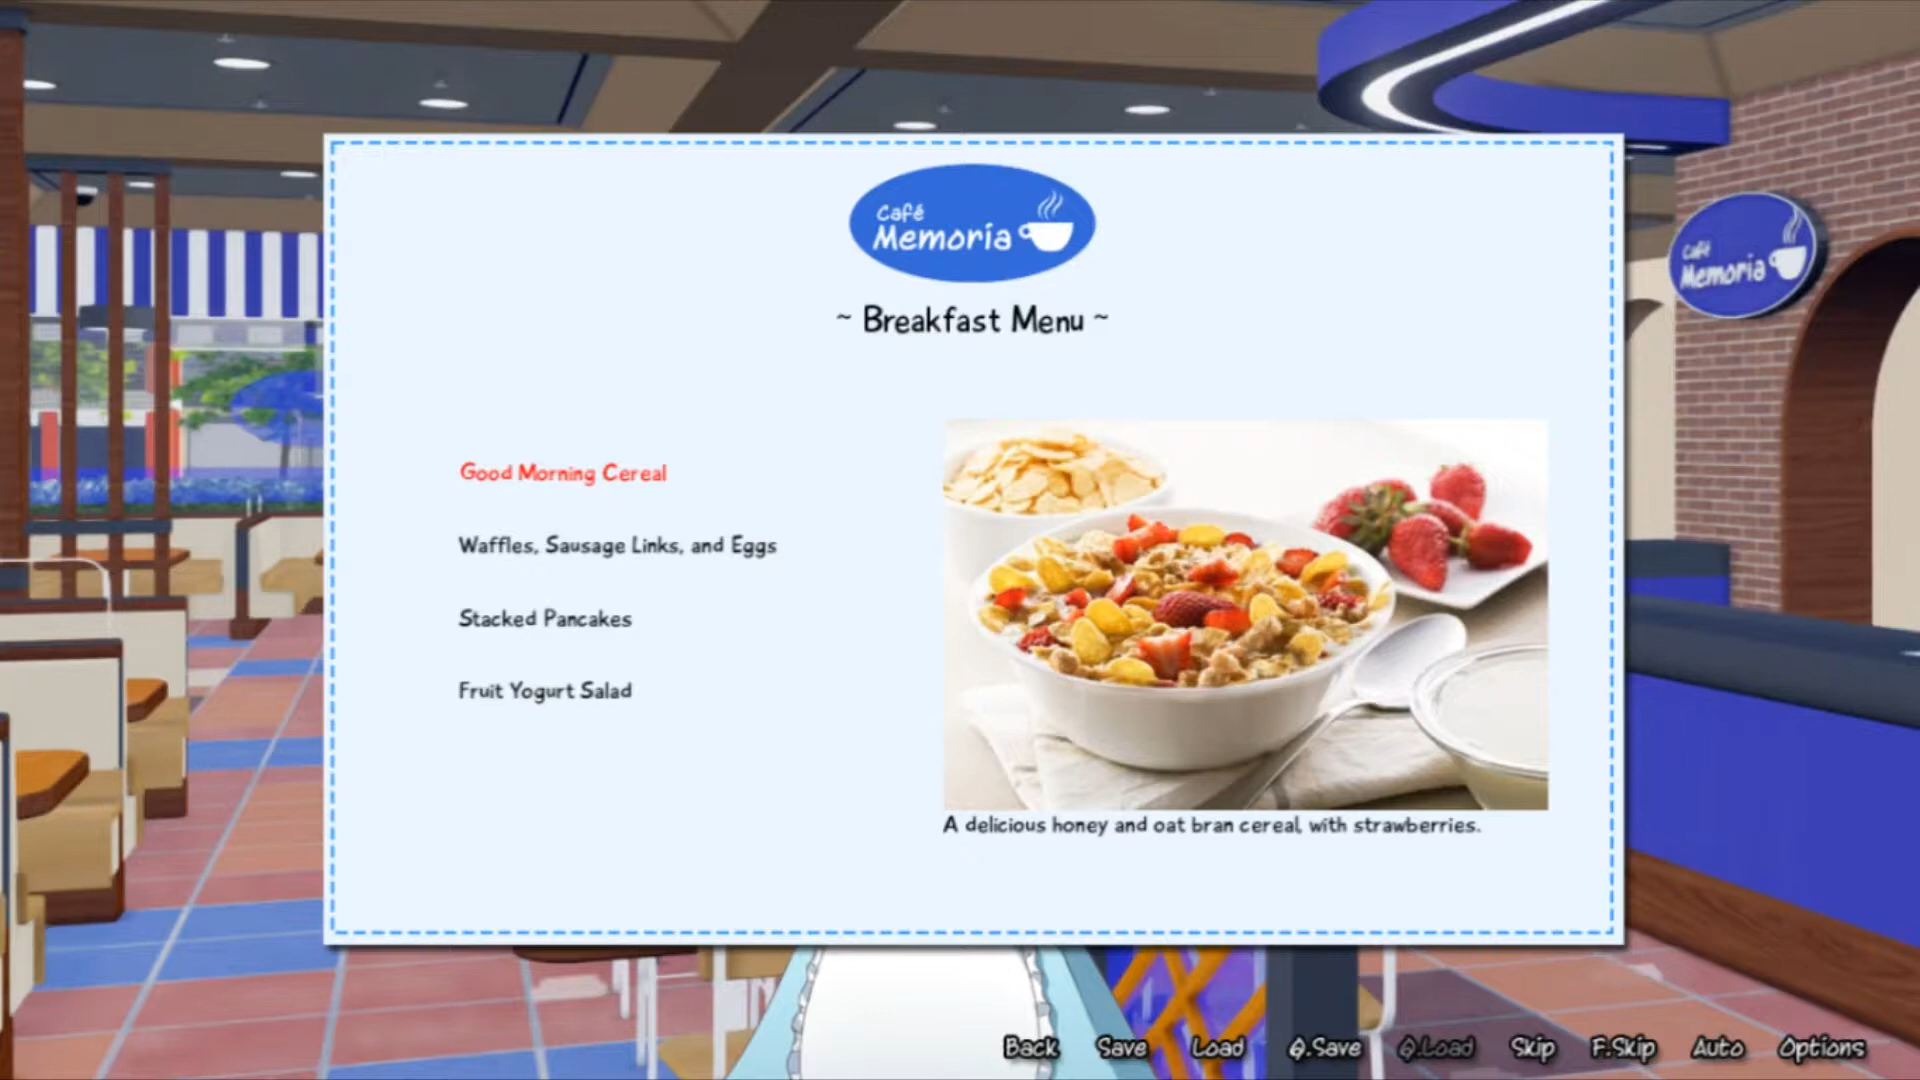 Café
Memoria
~ Breakfast Menu ~
Café
Memoria
Good Morning Cereal
Waffles, Sausage Links, and Eggs
Stacked Pancakes
Fruit Yogurt Salad
A delicious honey and oat bran cereal, with strawberries.
Back Save Load Q.Save Q.Load Skip F.Skip Auto Options